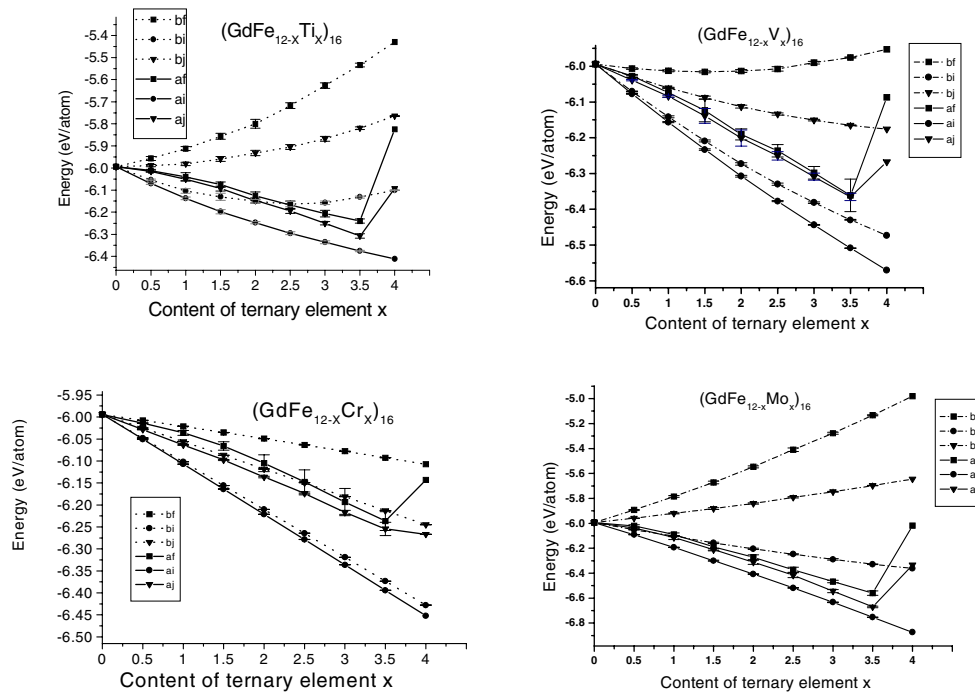 (GdFe12-XTiX)16
bf
bi
bj
af
ai
aj
-5.4
-5.5
-5.6
-5.7
-5.8
-5.9
-6.0
-6.1
-6.2
-6.3
-6.4
Energy (eV/atom)
0 0.5 1 1.5 2 2.5 3 3.5 4
Content of ternary element x
(GdFe12-xVx)16
bf
bi
bj
af
ai
aj
-6.0
-6.1
-6.2
-6.3
-6.4
-6.5
-6.6
Energy (eV/atom)
0 0.5 1 1.5 2 2.5 3 3.5 4
Content of ternary element x
(GdFe12-XCrX)16
-5.95
-6.00
-6.05
-6.10
-6.15
-6.20
-6.25
-6.30
-6.35
-6.40
-6.45
-6.50
Energy (eV/atom)
bf
bi
bj
af
ai
aj
0 0.5 1 1.5 2 2.5 3 3.5 4
Content of ternary element x
(GdFe12-xMox)16
-5.0
-5.2
-5.4
-5.6
-5.8
-6.0
-6.2
-6.4
-6.6
-6.8
Energy (eV/atom)
b
b
b
a
a
a
0 0.5 1 1.5 2 2.5 3 3.5 4
Content of ternary element x